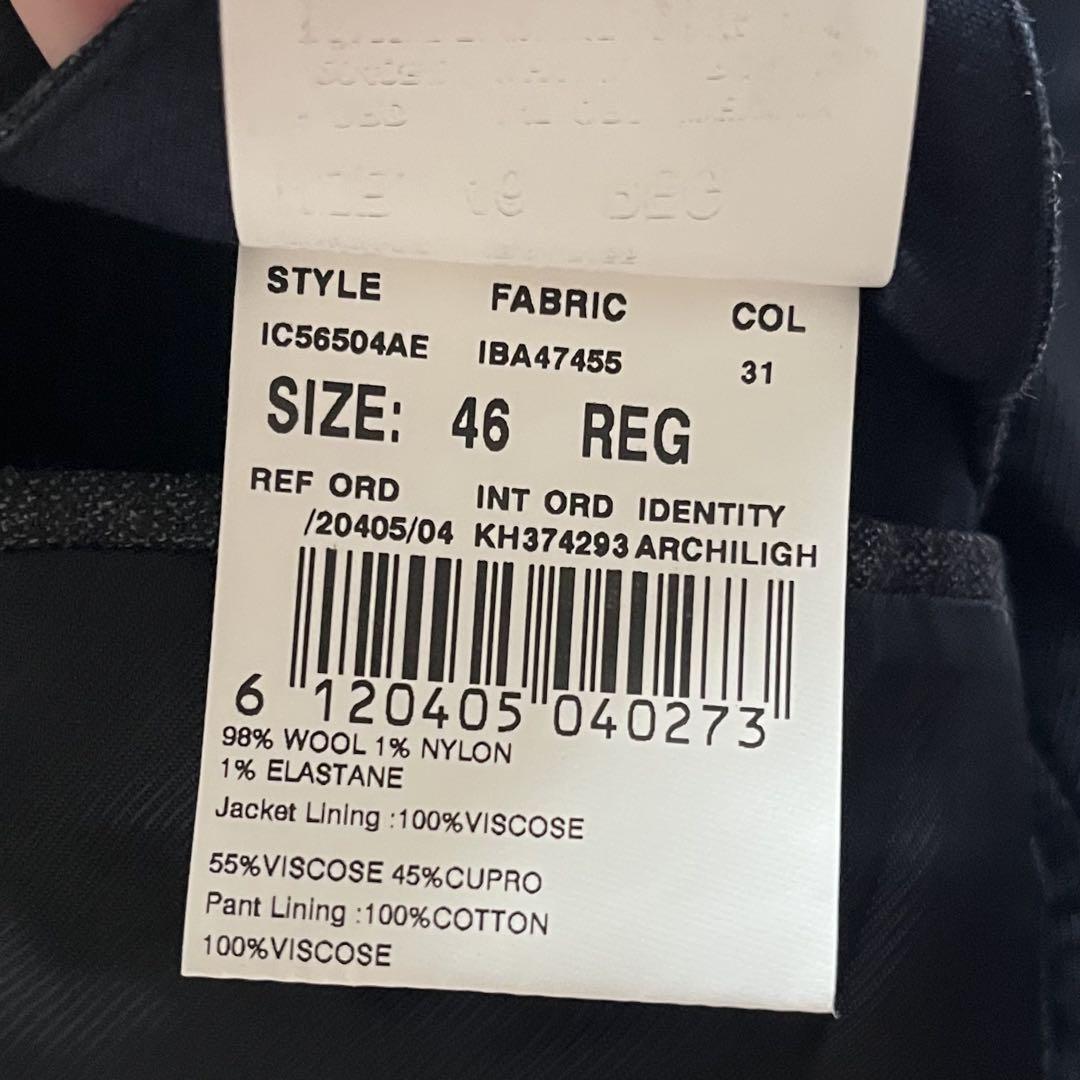 STYLE FABRIC COL
IC56504AE IBA47455 31
SIZE: 46 REG
REF ORD INT ORD IDENTITY
/20405/04 KH374293 ARCHILIGH
6 120405 040273
98% WOOL 1% NYLON
1% ELASTANE
Jacket Lining :100%VISCOSE
55%VISCOSE 45%CUPRO
Pant Lining :100%COTTON
100%VISCOSE